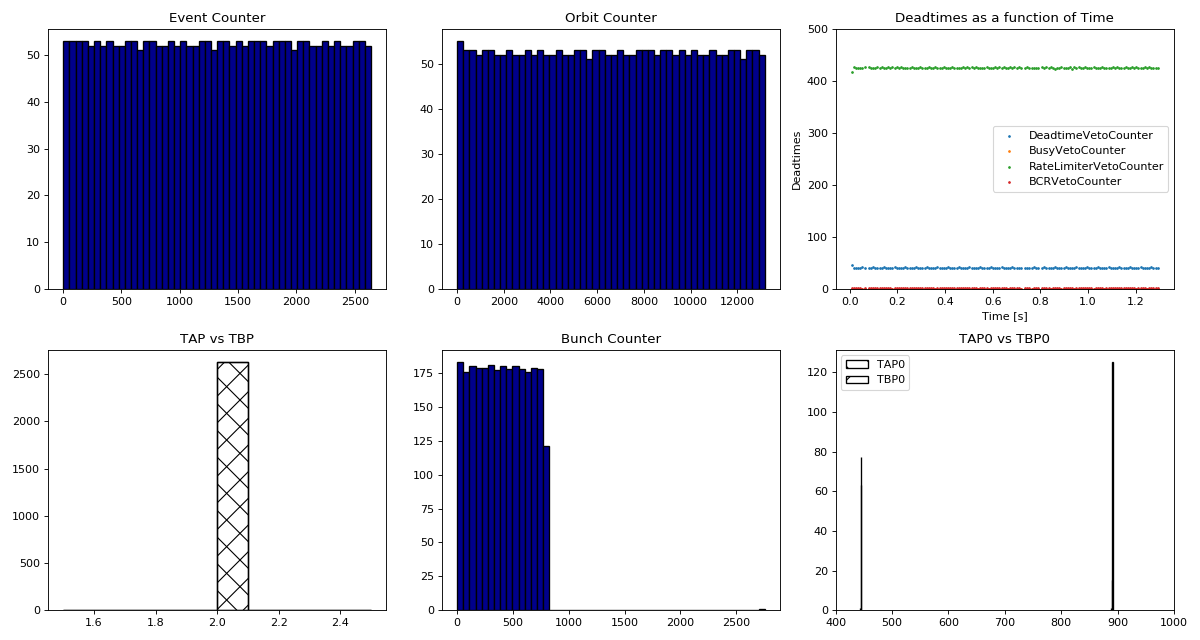 Event Counter
50
40
30
20
10
0
0 500 1000 1500 2000 2500
Orbit Counter
50
40
30
20
10
0
0 2000 4000 6000 8000 10000 12000
Deadtimes as a function of Time
500
400
300
200
100
0
Deadtimes
DeadtimeVetoCounter
BusyVetoCounter
RateLimiterVetoCounter
BCRVetoCounter
0.0 0.2 0.4 0.6 0.8 1.0 1.2
Time [s]
TAP vs TBP
2500
2000
1500
1000
500
0
1.6 1.8 2.0 2.2 2.4
Bunch Counter
175
150
125
100
75
50
25
0
0 500 1000 1500 2000 2500
TAP0 vs TBP0
TAP0
TBP0
120
100
80
60
40
20
0
400 500 600 700 800 900 1000